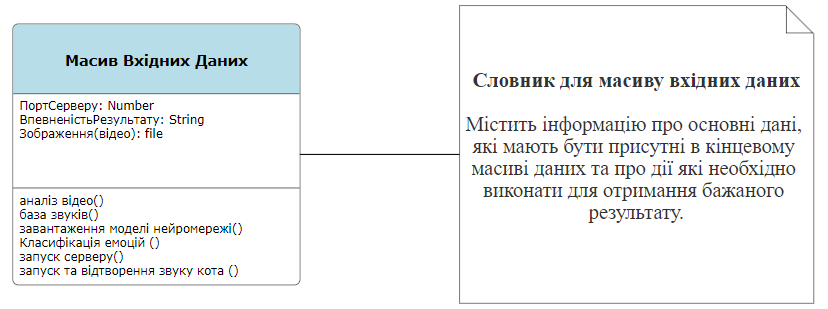 Масив Вхідних Даних
ПортСерверу: Number
ВпевненістьРезультату: String
Зображення(відео): file
аналіз відео()
база звуків()
завантаження моделі нейромережі()
Класифікація емоцій ()
запуск серверу()
запуск та відтворення звуку кота ()
Словник для масиву вхідних даних
Містить інформацію про основні дані,
які мають бути присутні в кінцевому
масиві даних та про дії які необхідно
виконати для отримання бажаного
результату.